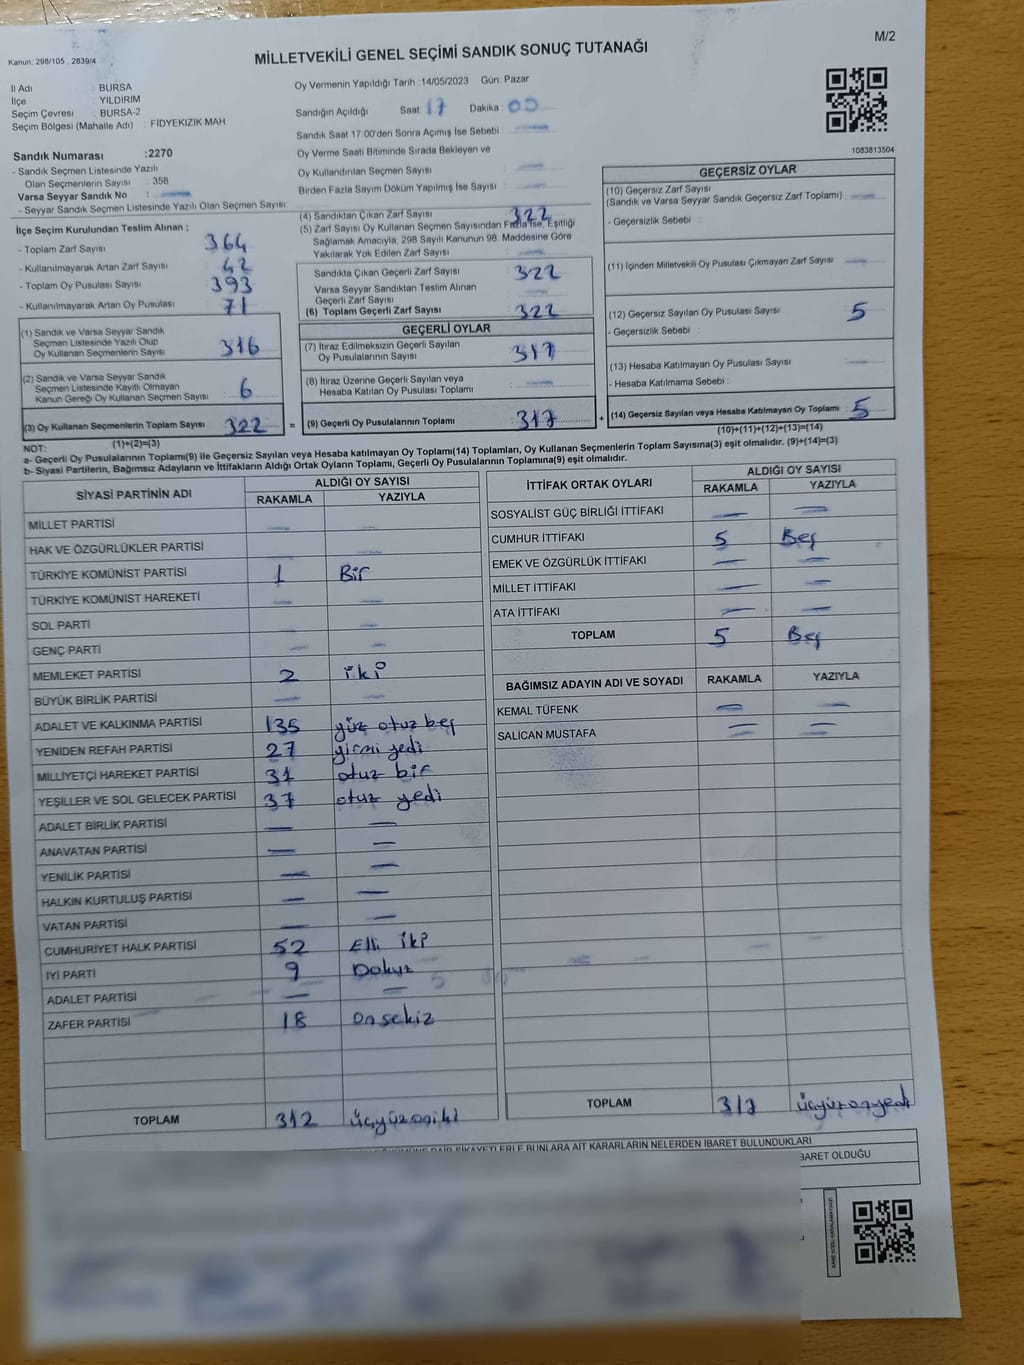 M/2
Kanun, 298/105 , 2839/4
MİLLETVEKİLİ GENEL SEÇİMİ SANDIK SONUÇ TUTANAĞI
İl Adı : BURSA
İlçe : YILDIRIM
Seçim Çevresi : BURSA-2
Seçim Bölgesi (Mahalle Adı) : FİDYEKIZIK MAH.
Oy Vermenin Yapıldığı Tarih :14/05/2023 Gün: Pazar
Sandığın Açıldığı Saat 17 Dakika : 00
Sandık Saat 17:00'den Sonra Açımış İse Sebebi :
Oy Verme Saati Bitiminde Sırada Bekleyen ve
Oy Kullandırılan Seçmen Sayısı :
Birden Fazla Sayım Döküm Yapılmış İse Sayısı :
1083813504
Sandık Numarası :2270
- Sandık Seçmen Listesinde Yazılı
Olan Seçmenlerin Sayısı : 358
Varsa Seyyar Sandık No :
- Seyyar Sandık Seçmen Listesinde Yazılı Olan Seçmen Sayısı:
İlçe Seçim Kurulundan Teslim Alınan ;
- Toplam Zarf Sayısı : 364
- Kullanılmayarak Artan Zarf Sayısı : 42
- Toplam Oy Pusulası Sayısı : 393
- Kullanılmayarak Artan Oy Pusulası : 71
(1) Sandık ve Varsa Seyyar Sandık
Seçmen Listesinde Yazılı Olup
Oy Kullanan Seçmenlerin Sayısı : 316
(2) Sandık ve Varsa Seyyar Sandık
Seçmen Listesinde Kayıtlı Olmayan
Kanun Gereği Oy Kullanan Seçmen Sayısı : 6
(3) Oy Kullanan Seçmenlerin Toplam Sayısı : 322
(1)+(2)=(3)
(4) Sandıktan Çıkan Zarf Sayısı : 322
(5) Zarf Sayısı Oy Kullanan Seçmen Sayısından Fazla İse, Eşitliği
Sağlamak Amacıyla, 298 Sayılı Kanunun 98. Maddesine Göre
Yakılarak Yok Edilen Zarf Sayısı :
Sandıkta Çıkan Geçerli Zarf Sayısı : 322
Varsa Seyyar Sandıktan Teslim Alınan
Geçerli Zarf Sayısı :
(6) Toplam Geçerli Zarf Sayısı : 322
GEÇERLİ OYLAR
(7) İtiraz Edilmeksizin Geçerli Sayılan
Oy Pusulalarının Sayısı : 317
(8) İtiraz Üzerine Geçerli Sayılan veya
Hesaba Katılan Oy Pusulası Toplamı :
= (9) Geçerli Oy Pusulalarının Toplamı : 317 +
GEÇERSİZ OYLAR
(10) Geçersiz Zarf Sayısı
(Sandık ve Varsa Seyyar Sandık Geçersiz Zarf Toplamı) :
- Geçersizlik Sebebi :
(11) İçinden Milletvekili Oy Pusulası Çıkmayan Zarf Sayısı :
(12) Geçersiz Sayılan Oy Pusulası Sayısı : 5
- Geçersizlik Sebebi :
(13) Hesaba Katılmayan Oy Pusulası Sayısı :
- Hesaba Katılmama Sebebi :
(14) Geçersiz Sayılan veya Hesaba Katılmayan Oy Toplamı : 5
(10)+(11)+(12)+(13)=(14)
NOT:
a- Geçerli Oy Pusulasının Toplamı(9) ile Geçersiz Sayılan veya Hesaba katılmayan Oy Toplamı(14) Toplamları, Oy Kullanan Seçmenlerin Toplam Sayısına(3) eşit olmalıdır. (9)+(14)=(3)
b- Siyasi Partilerin, Bağımsız Adayların ve İttifakların Aldığı Ortak Oyların Toplamı, Geçerli Oy Pusulalarının Toplamına(9) eşit olmalıdır.
SİYASİ PARTİNİN ADI
ALDIĞI OY SAYISI
RAKAMLA YAZIYLA
MİLLET PARTİSİ
HAK VE ÖZGÜRLÜKLER PARTİSİ
TÜRKİYE KOMÜNİST PARTİSİ 1 Bir
TÜRKİYE KOMÜNİST HAREKETİ
SOL PARTİ
GENÇ PARTİ
MEMLEKET PARTİSİ 2 iki
BÜYÜK BİRLİK PARTİSİ
ADALET VE KALKINMA PARTİSİ 135 yüz otuz beş
YENİDEN REFAH PARTİSİ 27 yirmi yedi
MİLLİYETÇİ HAREKET PARTİSİ 31 otuz bir
YEŞİLLER VE SOL GELECEK PARTİSİ 37 otuz yedi
ADALET BİRLİK PARTİSİ
ANAVATAN PARTİSİ
YENİLİK PARTİSİ
HALKIN KURTULUŞ PARTİSİ
VATAN PARTİSİ
CUMHURİYET HALK PARTİSİ 52 Elli iki
İYİ PARTİ 9 Dokuz
ADALET PARTİSİ
ZAFER PARTİSİ 18 onsekiz
TOPLAM 312 üçyüzoniki
İTTİFAK ORTAK OYLARI
ALDIĞI OY SAYISI
RAKAMLA YAZIYLA
SOSYALİST GÜÇ BİRLİĞİ İTTİFAKI
CUMHUR İTTİFAKI 5 Beş
EMEK VE ÖZGÜRLÜK İTTİFAKI
MİLLET İTTİFAKI
ATA İTTİFAKI
TOPLAM 5 Beş
BAĞIMSIZ ADAYIN ADI VE SOYADI RAKAMLA YAZIYLA
KEMAL TÜFENK
SALİCAN MUSTAFA
TOPLAM 317 üçyüzonyedi
ŞİKAYETLERLE BUNLARA AİT KARARLARIN NELERDEN İBARET BULUNDUKLARI
BARET OLDUĞU